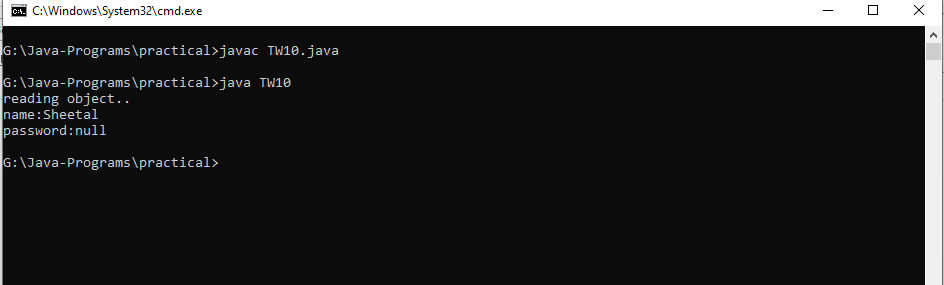 C:\Windows\System32\cmd.exe
G:\Java-Programs\practical>javac TW10.java
G:\Java-Programs\practical>java TW10
reading object..
name:Sheetal
password:null
G:\Java-Programs\practical>